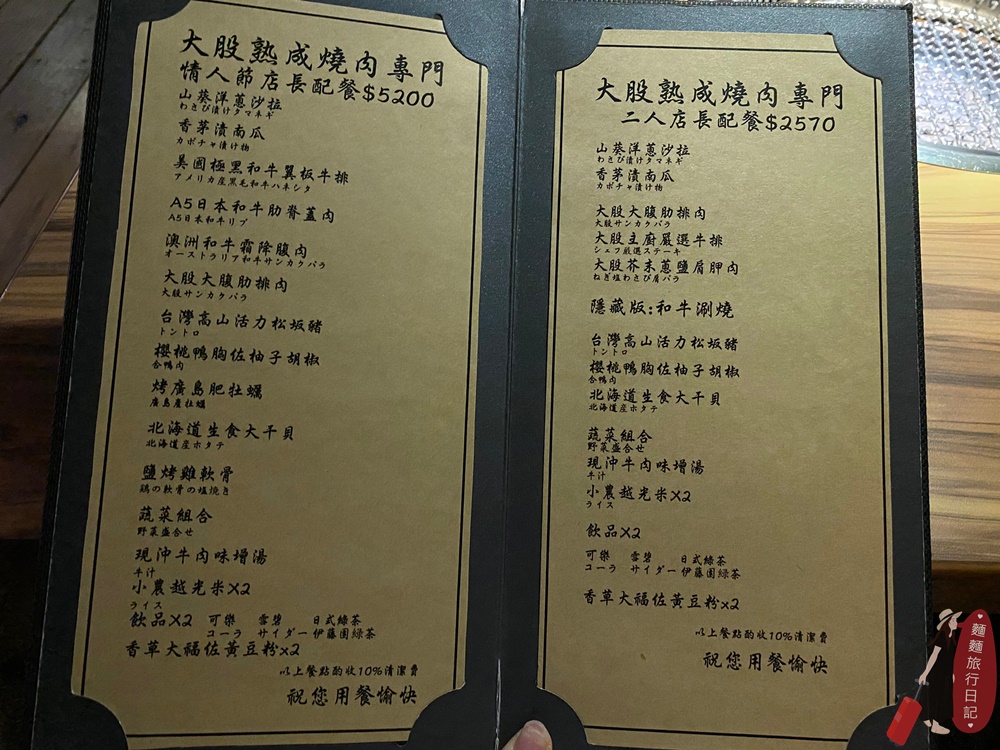 大股熟成燒肉專門
情人節店長配餐$5200
山葵洋蔥沙拉
わさび漬けタマネギ
香茅漬南瓜
カボチャ漬け物
美國極黑和牛翼板牛排
アメリカ産黒毛和牛ハネシタ
A5日本和牛肋脊蓋肉
A5日本和牛リブ
澳洲和牛霜降腹肉
オーストラリア和牛サンカクバラ
大股大腹肋排肉
大股サンカクバラ
台灣高山活力松坂豬
トントロ
櫻桃鴨胸佐柚子胡椒
合鴨肉
烤廣島肥牡蠣
廣島産牡蠣
北海道生食大干貝
北海道産ホタテ
鹽烤雞軟骨
鶏の軟骨の塩焼き
蔬菜組合
野菜盛合せ
現沖牛肉味增湯
牛汁
小農越光米X2
ライス
飲品X2 可樂 雪碧 日式綠茶
コーラ サイダー 伊藤園緑茶
香草大福佐黃豆粉x2
以上餐點酌收10%清潔費
祝您用餐愉快
大股熟成燒肉專門
二人店長配餐$2570
山葵洋蔥沙拉
わさび漬けタマネギ
香茅漬南瓜
カボチャ漬け物
大股大腹肋排肉
大股サンカクバラ
大股主廚嚴選牛排
シェフ厳選ステーキ
大股芥末蔥鹽肩胛肉
ねぎ塩わさび肩バラ
隱藏版:和牛涮燒
台灣高山活力松坂豬
トントロ
櫻桃鴨胸佐柚子胡椒
合鴨肉
北海道生食大干貝
北海道産ホタテ
蔬菜組合
野菜盛合せ
現沖牛肉味增湯
牛汁
小農越光米X2
ライス
飲品X2
可樂 雪碧 日式綠茶
コーラ サイダー 伊藤園緑茶
香草大福佐黃豆粉x2
以上餐點酌收10%清潔費
祝您用餐愉快
麵麵旅行日記